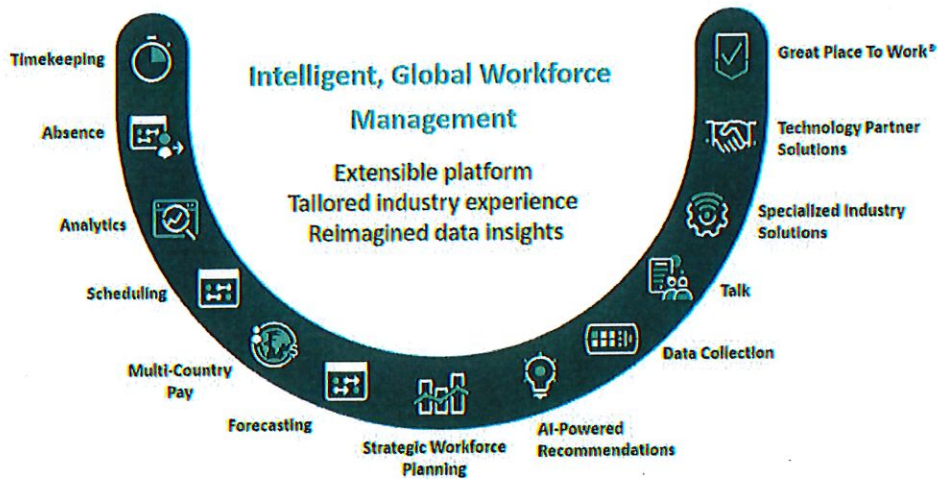 Timekeeping
Absence
Analytics
Scheduling
Multi-Country
Pay
Forecasting
Strategic Workforce
Planning
AI-Powered
Recommendations
Data Collection
Talk
Specialized Industry
Solutions
Technology Partner
Solutions
Great Place To Work®
Intelligent, Global Workforce
Management
Extensible platform
Tailored industry experience
Reimagined data insights